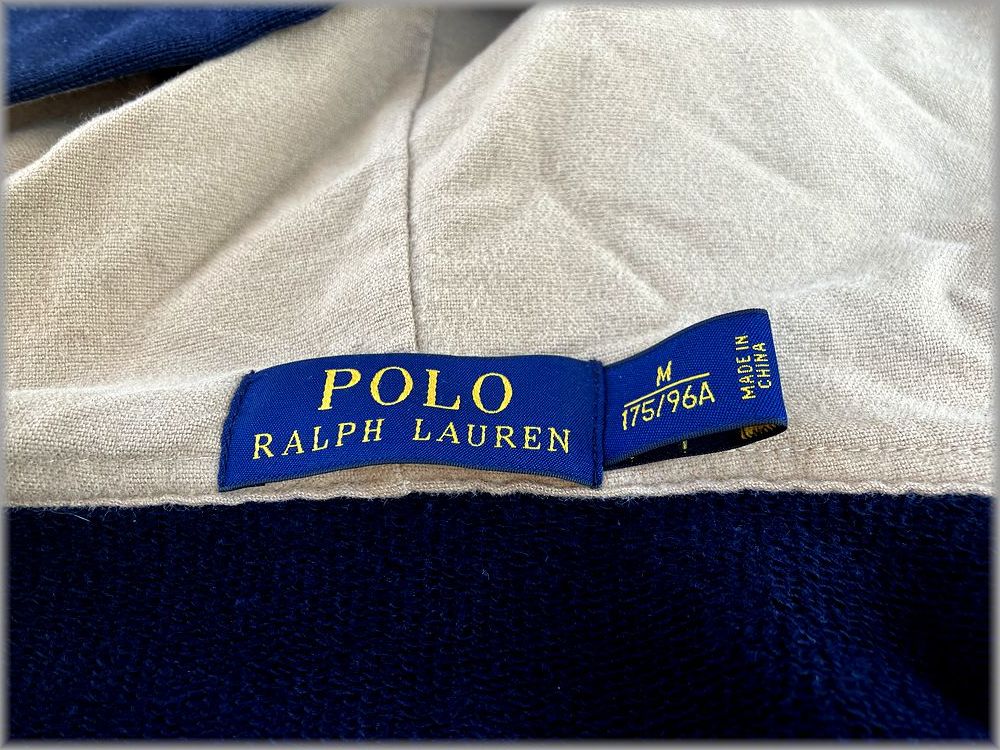 POLO
RALPH LAUREN
M
175/96A
MADE IN
CHINA